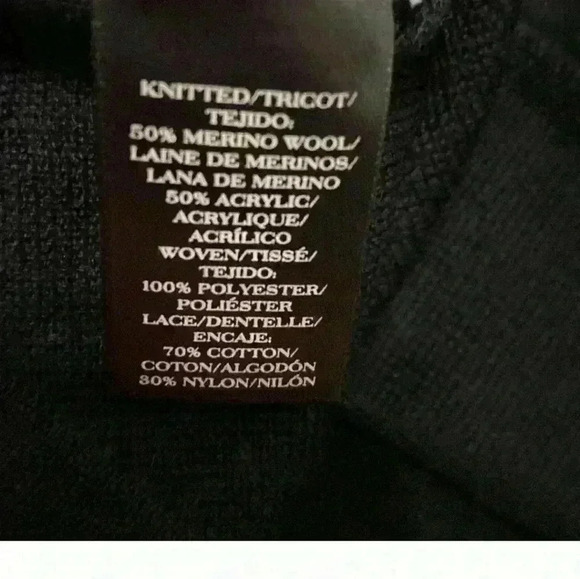 KNITTED/TRICOT/
TEJIDO:
50% MERINO WOOL/
LAINE DE MERINOS/
LANA DE MERINO
50% ACRYLIC/
ACRYLIQUE/
ACRÍLICO
WOVEN/TISSÉ/
TEJIDO:
100% POLYESTER/
POLIÉSTER
LACE/DENTELLE/
ENCAJE:
70% COTTON/
COTON/ALGODÓN
30% NYLON/NILÓN